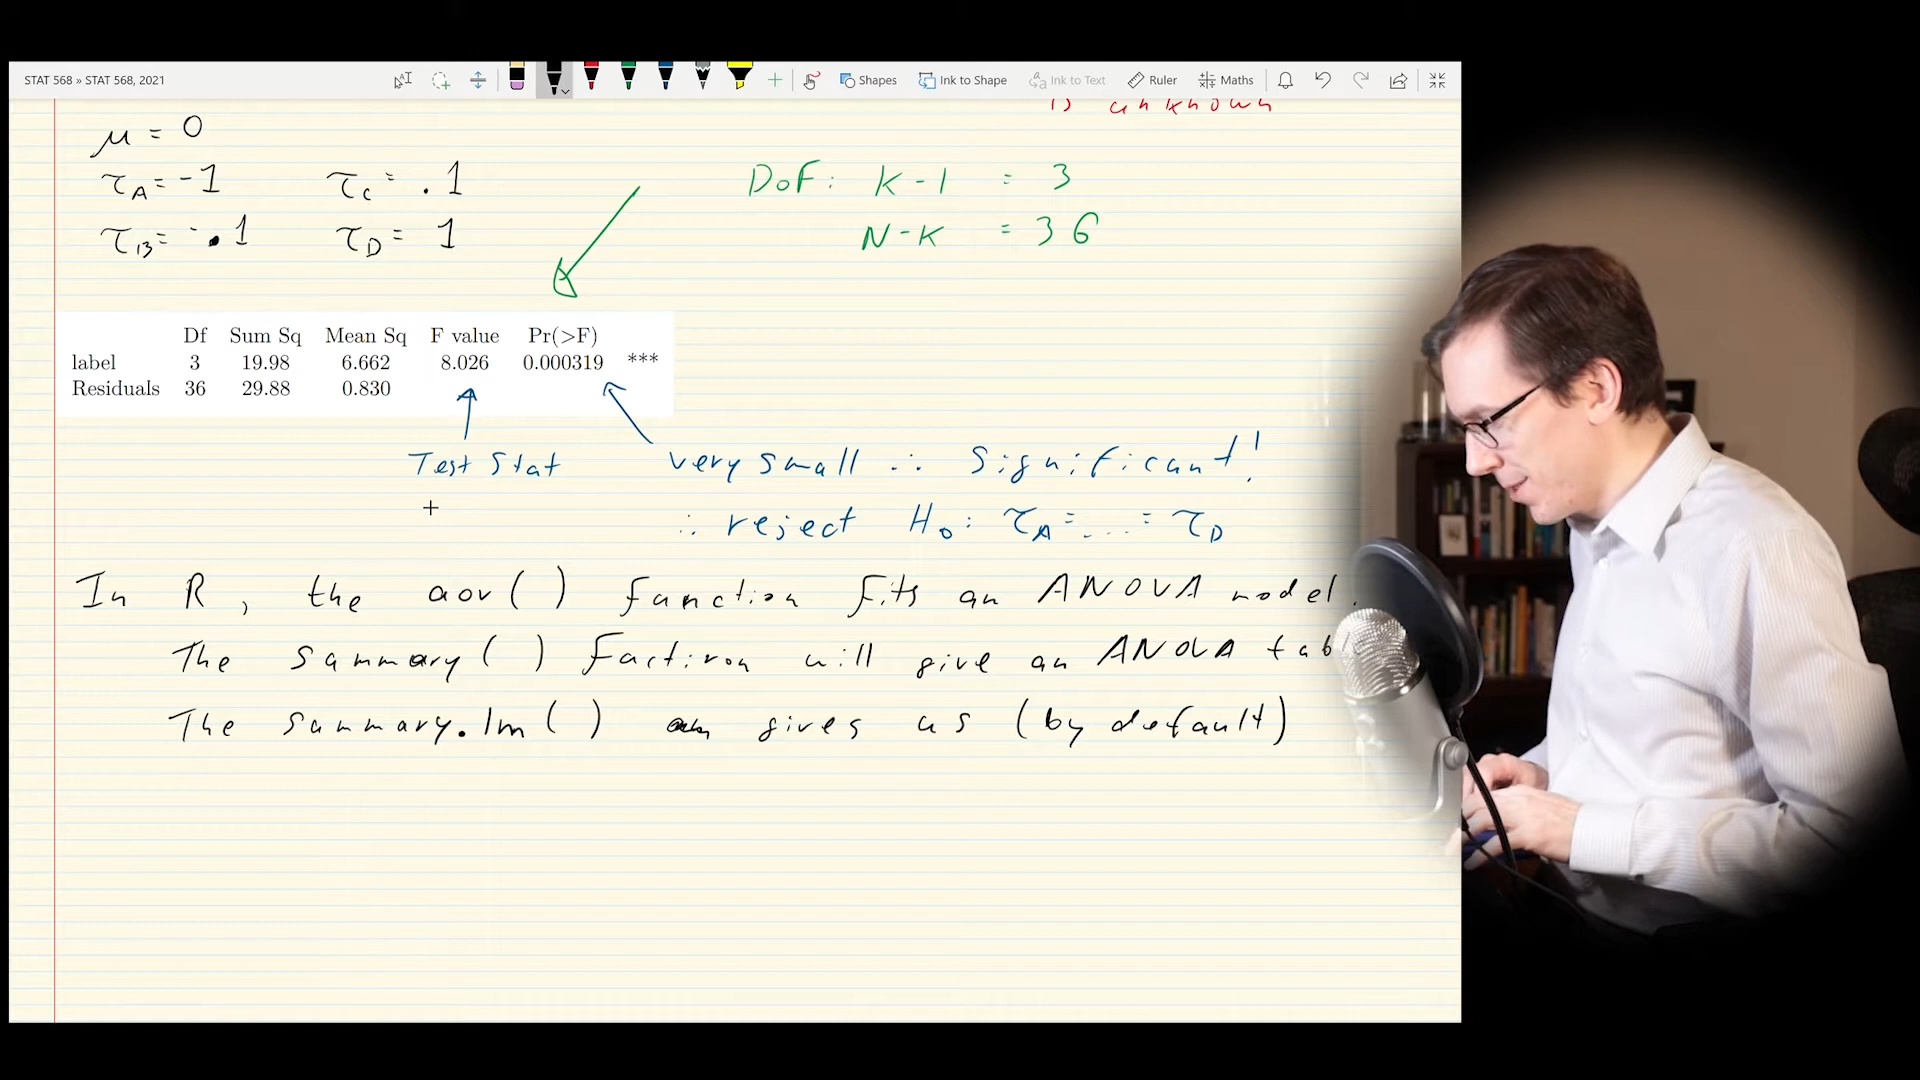 STAT 568 » STAT 568, 2021
Shapes Ink to Shape Ink to Text Ruler Maths
is unknown
μ = 0
τA = -1 τC = .1
τB = -.1 τD = 1
DoF: K-1 = 3
N-K = 36
Df Sum Sq Mean Sq F value Pr(>F)
label 3 19.98 6.662 8.026 0.000319 ***
Residuals 36 29.88 0.830
Test Stat
very small ∴ Significant!
∴ reject H0: τA = .... = τD
In R, the aov( ) function fits an ANOVA model.
The summary( ) factiron will give an ANOVA tab
The summary.lm( ) gives us (by default)